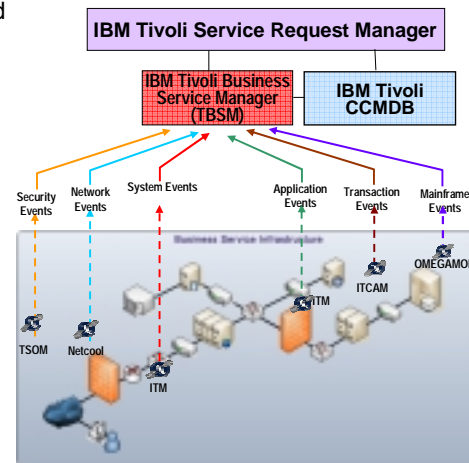 d
IBM Tivoli Service Request Manager
IBM Tivoli Business
Service Manager
(TBSM)
IBM Tivoli
CCMDB
Security
Events
Network
Events
System Events
Application
Events
Transaction
Events
Mainframe
Events
Business Service Infrastructure
TSOM
Netcool
ITM
ITM
ITCAM
OMEGAMO